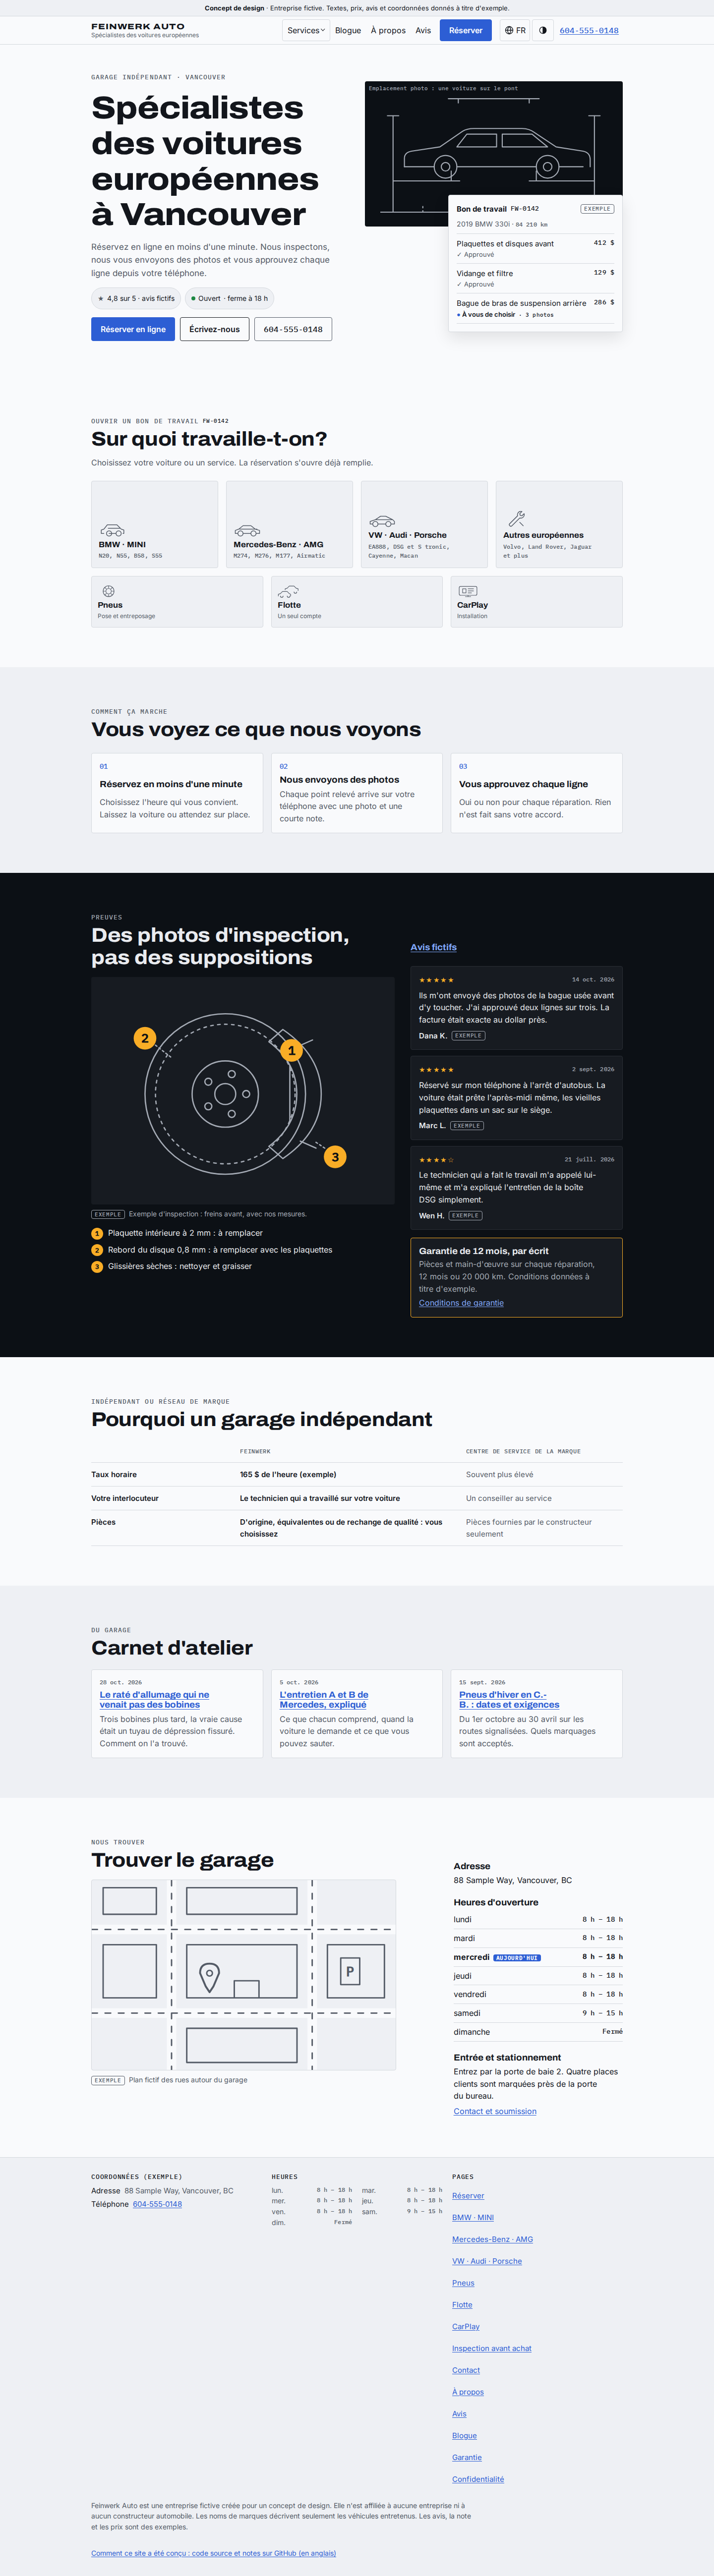 Concept de design · Entreprise fictive. Textes, prix, avis et coordonnées donnés à titre d'exemple.
FEINWERK AUTO
Spécialistes des voitures européennes
Services
Blogue
À propos
Avis
Réserver
FR
604-555-0148
GARAGE INDÉPENDANT · VANCOUVER
Spécialistes
des voitures
européennes
à Vancouver
Réservez en ligne en moins d'une minute. Nous inspectons,
nous vous envoyons des photos et vous approuvez chaque
ligne depuis votre téléphone.
★ 4,8 sur 5 · avis fictifs
Ouvert · ferme à 18 h
Réserver en ligne
Écrivez-nous
604-555-0148
Emplacement photo : une voiture sur le pont
Bon de travail FW-0142
EXEMPLE
2019 BMW 330i · 84 210 km
Plaquettes et disques avant
412 $
✓ Approuvé
Vidange et filtre
129 $
✓ Approuvé
Bague de bras de suspension arrière
286 $
● À vous de choisir · 3 photos
OUVRIR UN BON DE TRAVAIL FW-0142
Sur quoi travaille-t-on?
Choisissez votre voiture ou un service. La réservation s'ouvre déjà remplie.
BMW · MINI
N20, N55, B58, S55
Mercedes-Benz · AMG
M274, M276, M177, Airmatic
VW · Audi · Porsche
EA888, DSG et S tronic,
Cayenne, Macan
Autres européennes
Volvo, Land Rover, Jaguar
et plus
Pneus
Pose et entreposage
Flotte
Un seul compte
CarPlay
Installation
COMMENT ÇA MARCHE
Vous voyez ce que nous voyons
01
Réservez en moins d'une minute
Choisissez l'heure qui vous convient.
Laissez la voiture ou attendez sur place.
02
Nous envoyons des photos
Chaque point relevé arrive sur votre
téléphone avec une photo et une
courte note.
03
Vous approuvez chaque ligne
Oui ou non pour chaque réparation. Rien
n'est fait sans votre accord.
PREUVES
Des photos d'inspection,
pas des suppositions
2
1
3
EXEMPLE Exemple d'inspection : freins avant, avec nos mesures.
1 Plaquette intérieure à 2 mm : à remplacer
2 Rebord du disque 0,8 mm : à remplacer avec les plaquettes
3 Glissières sèches : nettoyer et graisser
Avis fictifs
★★★★★
14 oct. 2026
Ils m'ont envoyé des photos de la bague usée avant
d'y toucher. J'ai approuvé deux lignes sur trois. La
facture était exacte au dollar près.
Dana K. EXEMPLE
★★★★★
2 sept. 2026
Réservé sur mon téléphone à l'arrêt d'autobus. La
voiture était prête l'après-midi même, les vieilles
plaquettes dans un sac sur le siège.
Marc L. EXEMPLE
★★★★☆
21 juill. 2026
Le technicien qui a fait le travail m'a appelé lui-
même et m'a expliqué l'entretien de la boîte
DSG simplement.
Wen H. EXEMPLE
Garantie de 12 mois, par écrit
Pièces et main-d'œuvre sur chaque réparation,
12 mois ou 20 000 km. Conditions données à
titre d'exemple.
Conditions de garantie
INDÉPENDANT OU RÉSEAU DE MARQUE
Pourquoi un garage indépendant
FEINWERK
CENTRE DE SERVICE DE LA MARQUE
Taux horaire
165 $ de l'heure (exemple)
Souvent plus élevé
Votre interlocuteur
Le technicien qui a travaillé sur votre voiture
Un conseiller au service
Pièces
D'origine, équivalentes ou de rechange de qualité : vous
choisissez
Pièces fournies par le constructeur
seulement
DU GARAGE
Carnet d'atelier
28 oct. 2026
Le raté d'allumage qui ne
venait pas des bobines
Trois bobines plus tard, la vraie cause
était un tuyau de dépression fissuré.
Comment on l'a trouvé.
5 oct. 2026
L'entretien A et B de
Mercedes, expliqué
Ce que chacun comprend, quand la
voiture le demande et ce que vous
pouvez sauter.
15 sept. 2026
Pneus d'hiver en C.-
B. : dates et exigences
Du 1er octobre au 30 avril sur les
routes signalisées. Quels marquages
sont acceptés.
NOUS TROUVER
Trouver le garage
P
EXEMPLE Plan fictif des rues autour du garage
Adresse
88 Sample Way, Vancouver, BC
Heures d'ouverture
lundi 8 h – 18 h
mardi 8 h – 18 h
mercredi AUJOURD'HUI 8 h – 18 h
jeudi 8 h – 18 h
vendredi 8 h – 18 h
samedi 9 h – 15 h
dimanche Fermé
Entrée et stationnement
Entrez par la porte de baie 2. Quatre places
clients sont marquées près de la porte
du bureau.
Contact et soumission
COORDONNÉES (EXEMPLE)
Adresse 88 Sample Way, Vancouver, BC
Téléphone 604-555-0148
HEURES
lun. 8 h – 18 h
mar. 8 h – 18 h
mer. 8 h – 18 h
jeu. 8 h – 18 h
ven. 8 h – 18 h
sam. 9 h – 15 h
dim. Fermé
PAGES
Réserver
BMW · MINI
Mercedes-Benz · AMG
VW · Audi · Porsche
Pneus
Flotte
CarPlay
Inspection avant achat
Contact
À propos
Avis
Blogue
Garantie
Confidentialité
Feinwerk Auto est une entreprise fictive créée pour un concept de design. Elle n'est affiliée à aucune entreprise ni à
aucun constructeur automobile. Les noms de marques décrivent seulement les véhicules entretenus. Les avis, la note
et les prix sont des exemples.
Comment ce site a été conçu : code source et notes sur GitHub (en anglais)